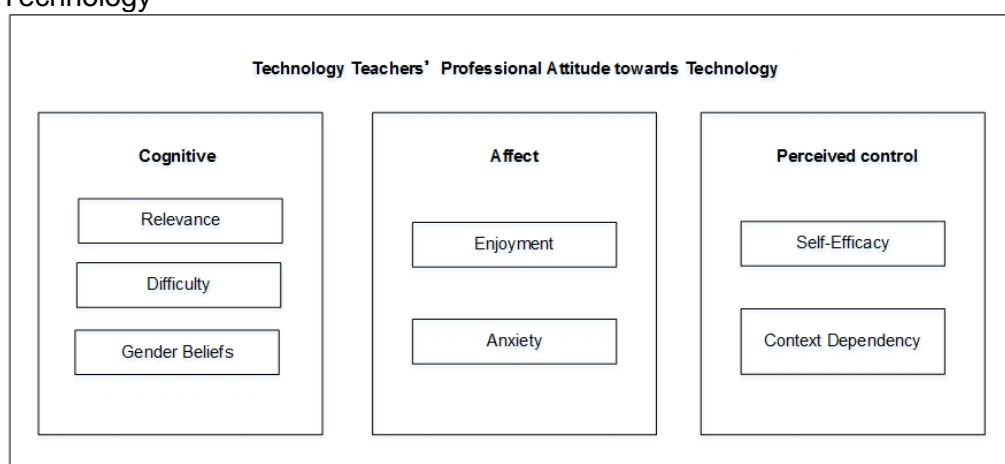 Technology
Technology Teachers' Professional Attitude towards Technology
Cognitive
Relevance
Difficulty
Gender Beliefs
Affect
Enjoyment
Anxiety
Perceived control
Self-Efficacy
Context Dependency